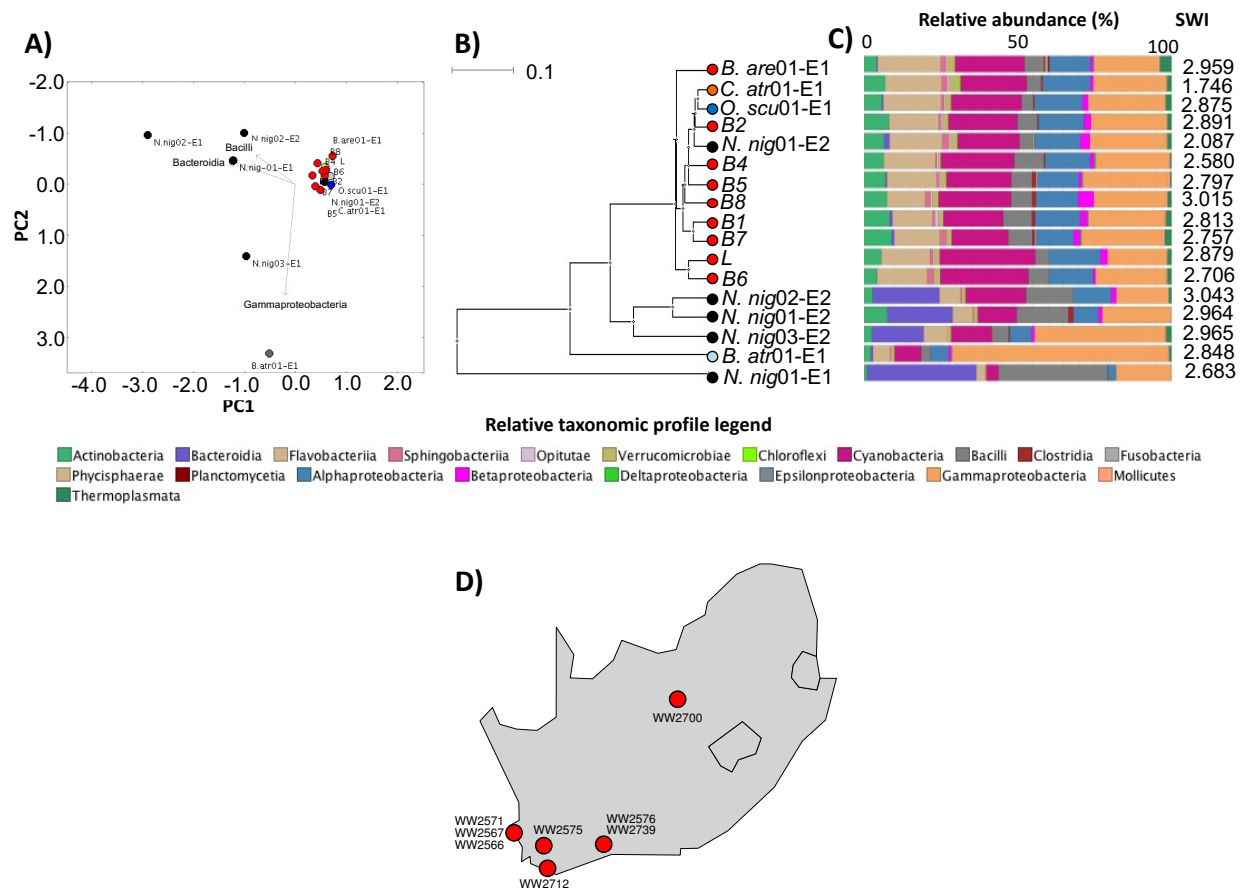 A)
-2.0
-1.0
0.0
1.0
2.0
3.0
PC2
-4.0 -3.0 -2.0 -1.0 0.0 1.0 2.0
PC1
N.nig02-E1
N.nig02-E2
Bacilli
Bacteroidia
N.nig-01-E1
B.are01-E1
B8
B4 L
B6
B2
B7
O.scu01-E1
N.nig01-E2
B5 C.atr01-E1
N.nig03-E1
Gammaproteobacteria
B.atr01-E1
B)
0.1
B. are01-E1
C. atr01-E1
O. scu01-E1
B2
N. nig01-E2
B4
B5
B8
B1
B7
L
B6
N. nig02-E2
N. nig01-E2
N. nig03-E2
B. atr01-E1
N. nig01-E1
C)
Relative abundance (%) SWI
0 50 100
2.959
1.746
2.875
2.891
2.087
2.580
2.797
3.015
2.813
2.757
2.879
2.706
3.043
2.964
2.965
2.848
2.683
Relative taxonomic profile legend
Actinobacteria Bacteroidia Flavobacteriia Sphingobacteriia Opitutae Verrucomicrobiae Chloroflexi Cyanobacteria Bacilli Clostridia Fusobacteria
Phycisphaerae Planctomycetia Alphaproteobacteria Betaproteobacteria Deltaproteobacteria Epsilonproteobacteria Gammaproteobacteria Mollicutes
Thermoplasmata
D)
WW2700
WW2571
WW2567
WW2566
WW2575
WW2576
WW2739
WW2712